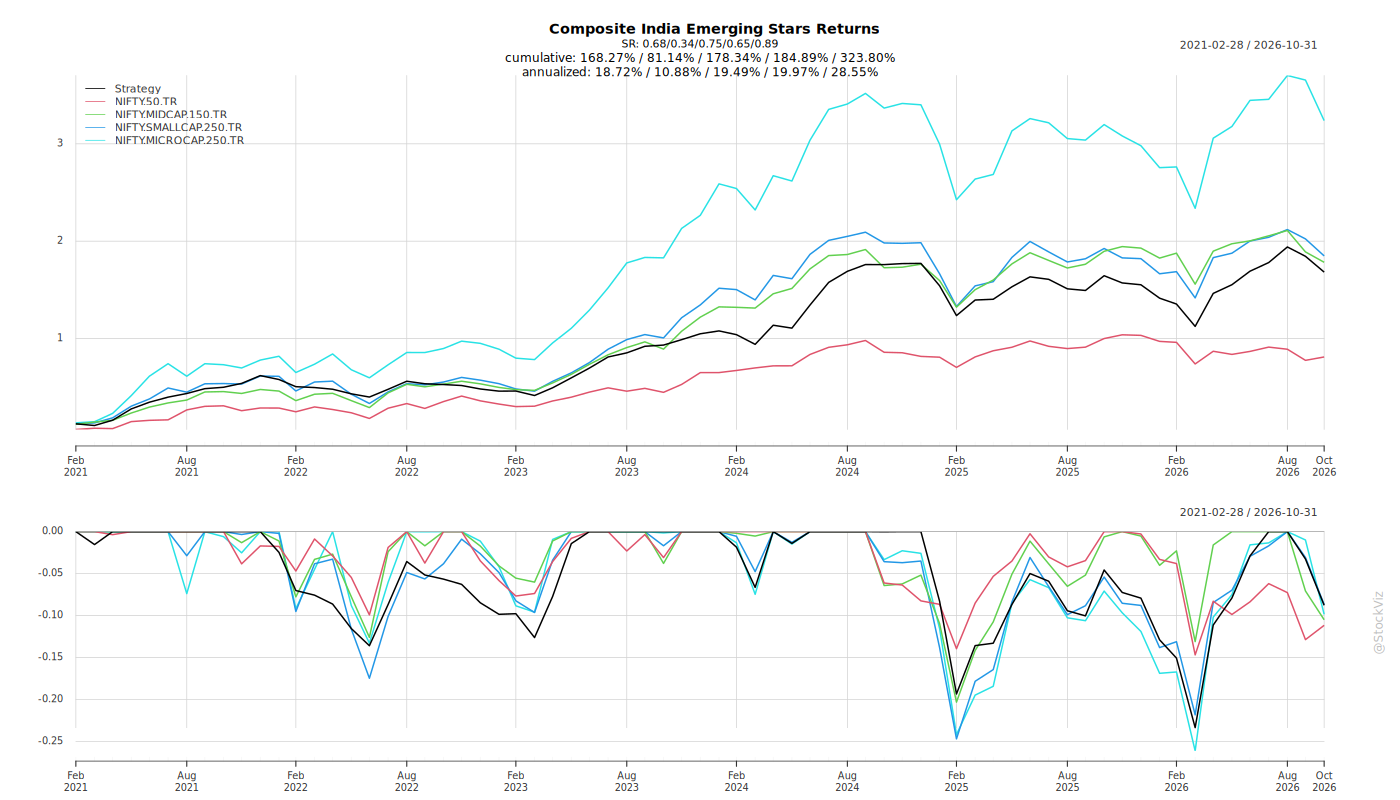 Composite India Emerging Stars Returns
SR: 0.68/0.34/0.75/0.65/0.89
cumulative: 168.27% / 81.14% / 178.34% / 184.89% / 323.80%
annualized: 18.72% / 10.88% / 19.49% / 19.97% / 28.55%
2021-02-28 / 2026-10-31
Strategy
NIFTY.50.TR
NIFTY.MIDCAP.150.TR
NIFTY.SMALLCAP.250.TR
NIFTY.MICROCAP.250.TR
3
2
1
Feb Aug Feb Aug Feb Aug Feb Aug Feb Aug Feb Aug Oct
2021 2021 2022 2022 2023 2023 2024 2024 2025 2025 2026 2026 2026
2021-02-28 / 2026-10-31
0.00
-0.05
-0.10
-0.15
-0.20
-0.25
Feb Aug Feb Aug Feb Aug Feb Aug Feb Aug Feb Aug Oct
2021 2021 2022 2022 2023 2023 2024 2024 2025 2025 2026 2026 2026
@StockViz